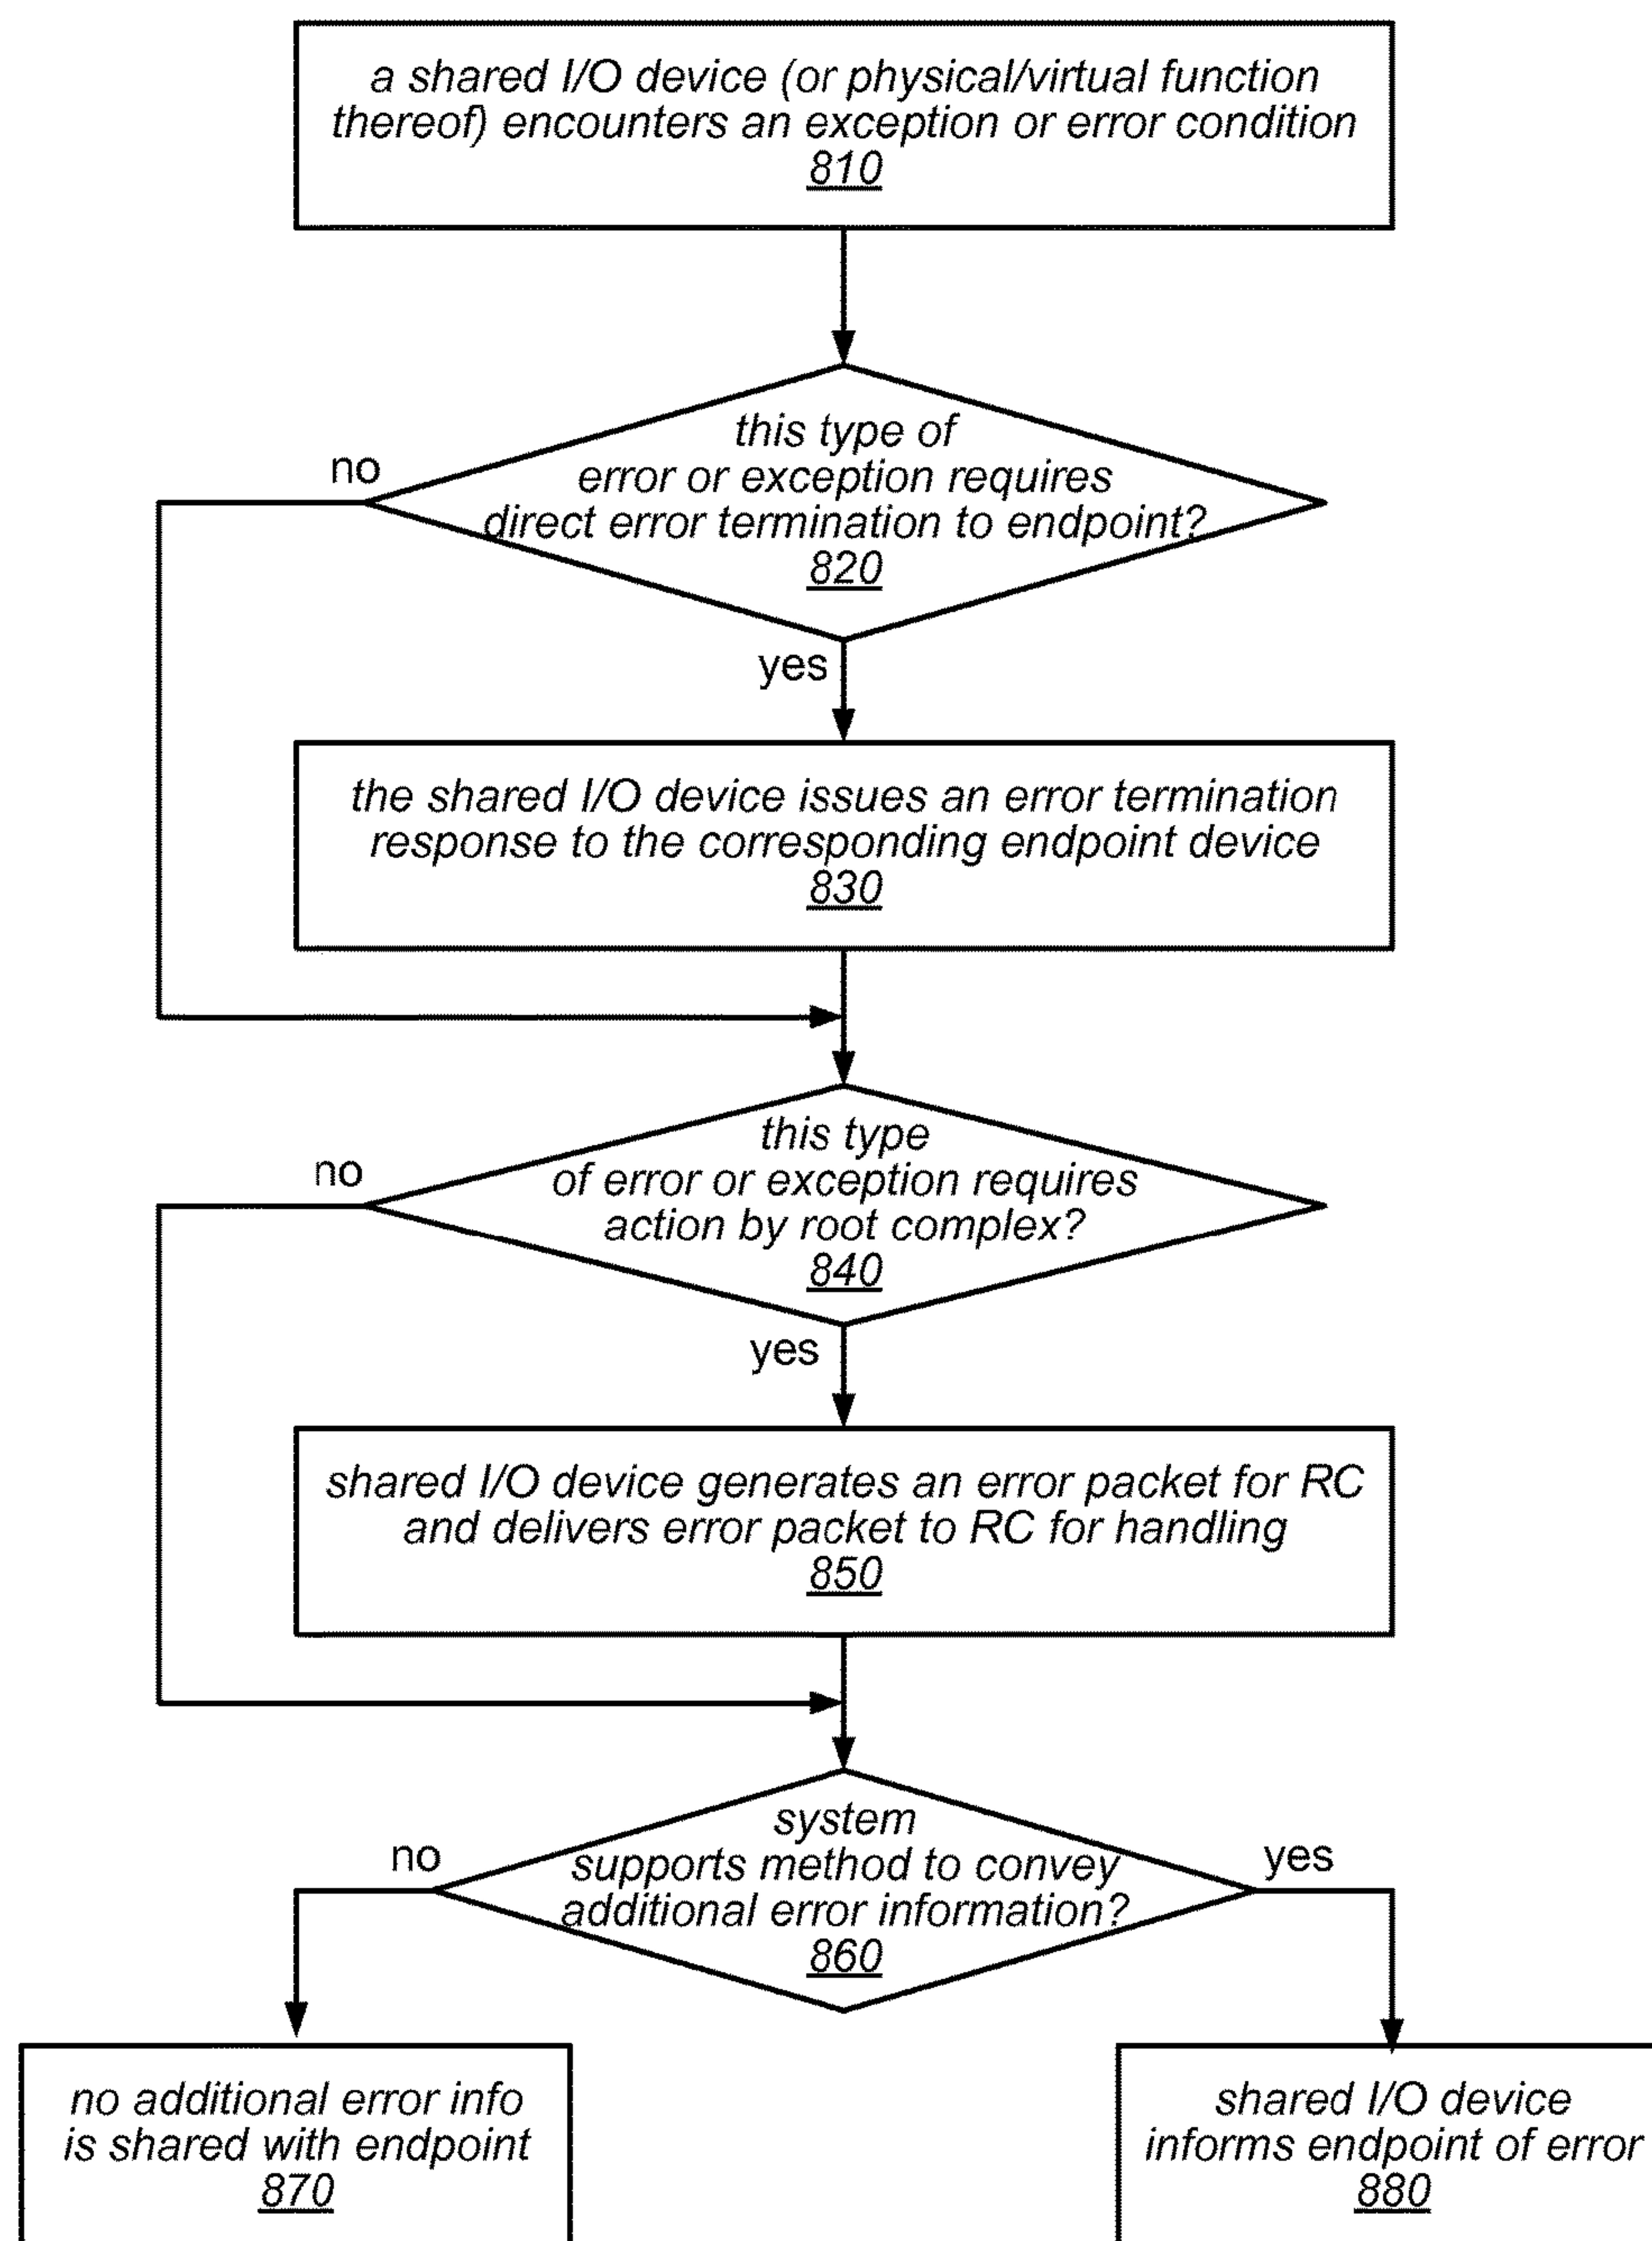 a shared I/O device (or physical/virtual function
thereof) encounters an exception or error condition
810
this type of
error or exception requires
direct error termination to endpoint?
820
no
yes
the shared I/O device issues an error termination
response to the corresponding endpoint device
830
this type
of error or exception requires
action by root complex?
840
no
yes
shared I/O device generates an error packet for RC
and delivers error packet to RC for handling
850
system
supports method to convey
additional error information?
860
no
yes
no additional error info
is shared with endpoint
870
shared I/O device
informs endpoint of error
880